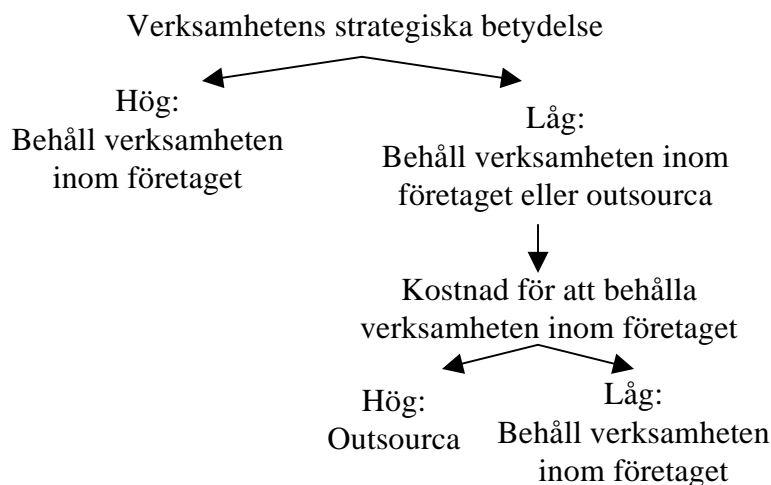 Verksamhetens strategiska betydelse
Hög:
Behåll verksamheten
inom företaget
Låg:
Behåll verksamheten inom
företaget eller outsourca
Kostnad för att behålla
verksamheten inom företaget
Hög:
Outsourca
Låg:
Behåll verksamheten
inom företaget